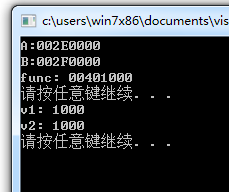 c:\users\win7x86\documents\vis
A:002E0000
B:002F0000
func: 00401000
请按任意键继续. . .
v1: 1000
v2: 1000
请按任意键继续. . .